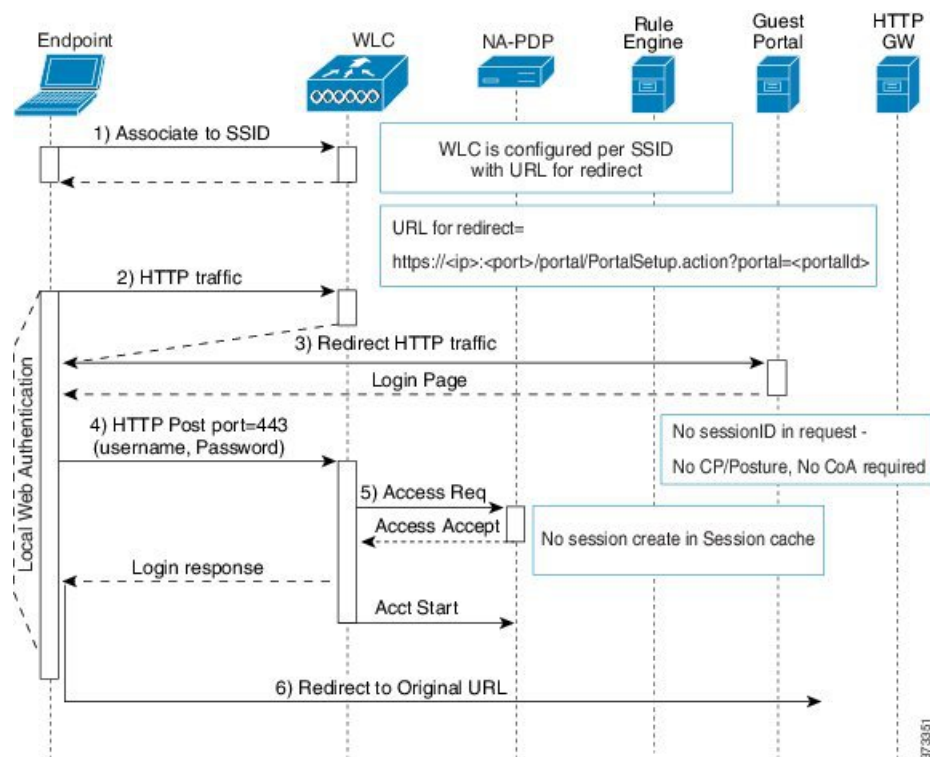 Endpoint
WLC
NA-PDP
Rule
Engine
Guest
Portal
HTTP
GW
1) Associate to SSID
WLC is configured per SSID
with URL for redirect
URL for redirect=
https://<ip>:<port>/portal/PortalSetup.action?portal=<portalId>
2) HTTP traffic
3) Redirect HTTP traffic
Login Page
4) HTTP Post port=443
(username, Password)
No sessionID in request -
No CP/Posture, No CoA required
5) Access Req
Access Accept
No session create in Session cache
Login response
Acct Start
6) Redirect to Original URL
Local Web Authentication
373351